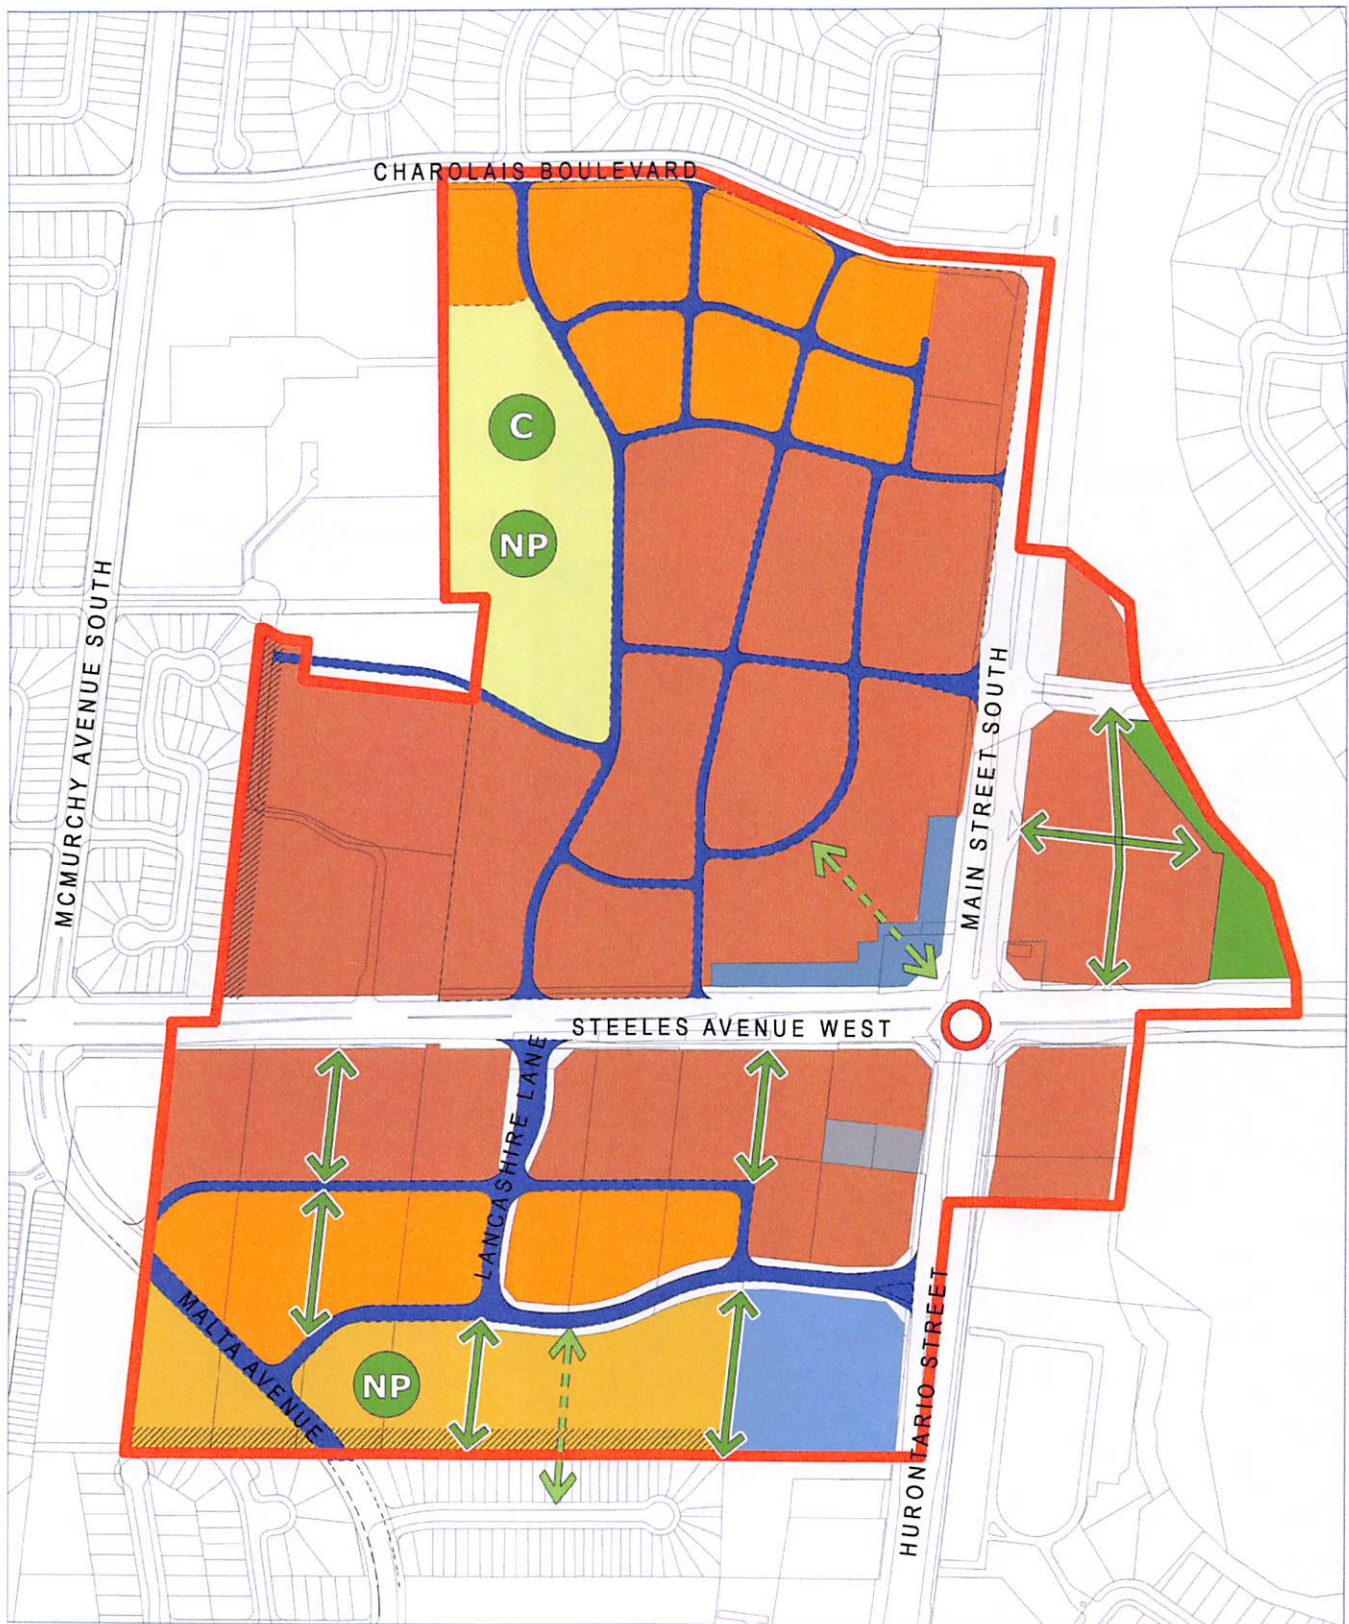 CHAROLAIS BOULEVARD
C
NP
MCMURCHY AVENUE SOUTH
MAIN STREET SOUTH
STEELES AVENUE WEST
LANCASHIRE LANE
MALTA AVENUE
NP
HURONTARIO STREET